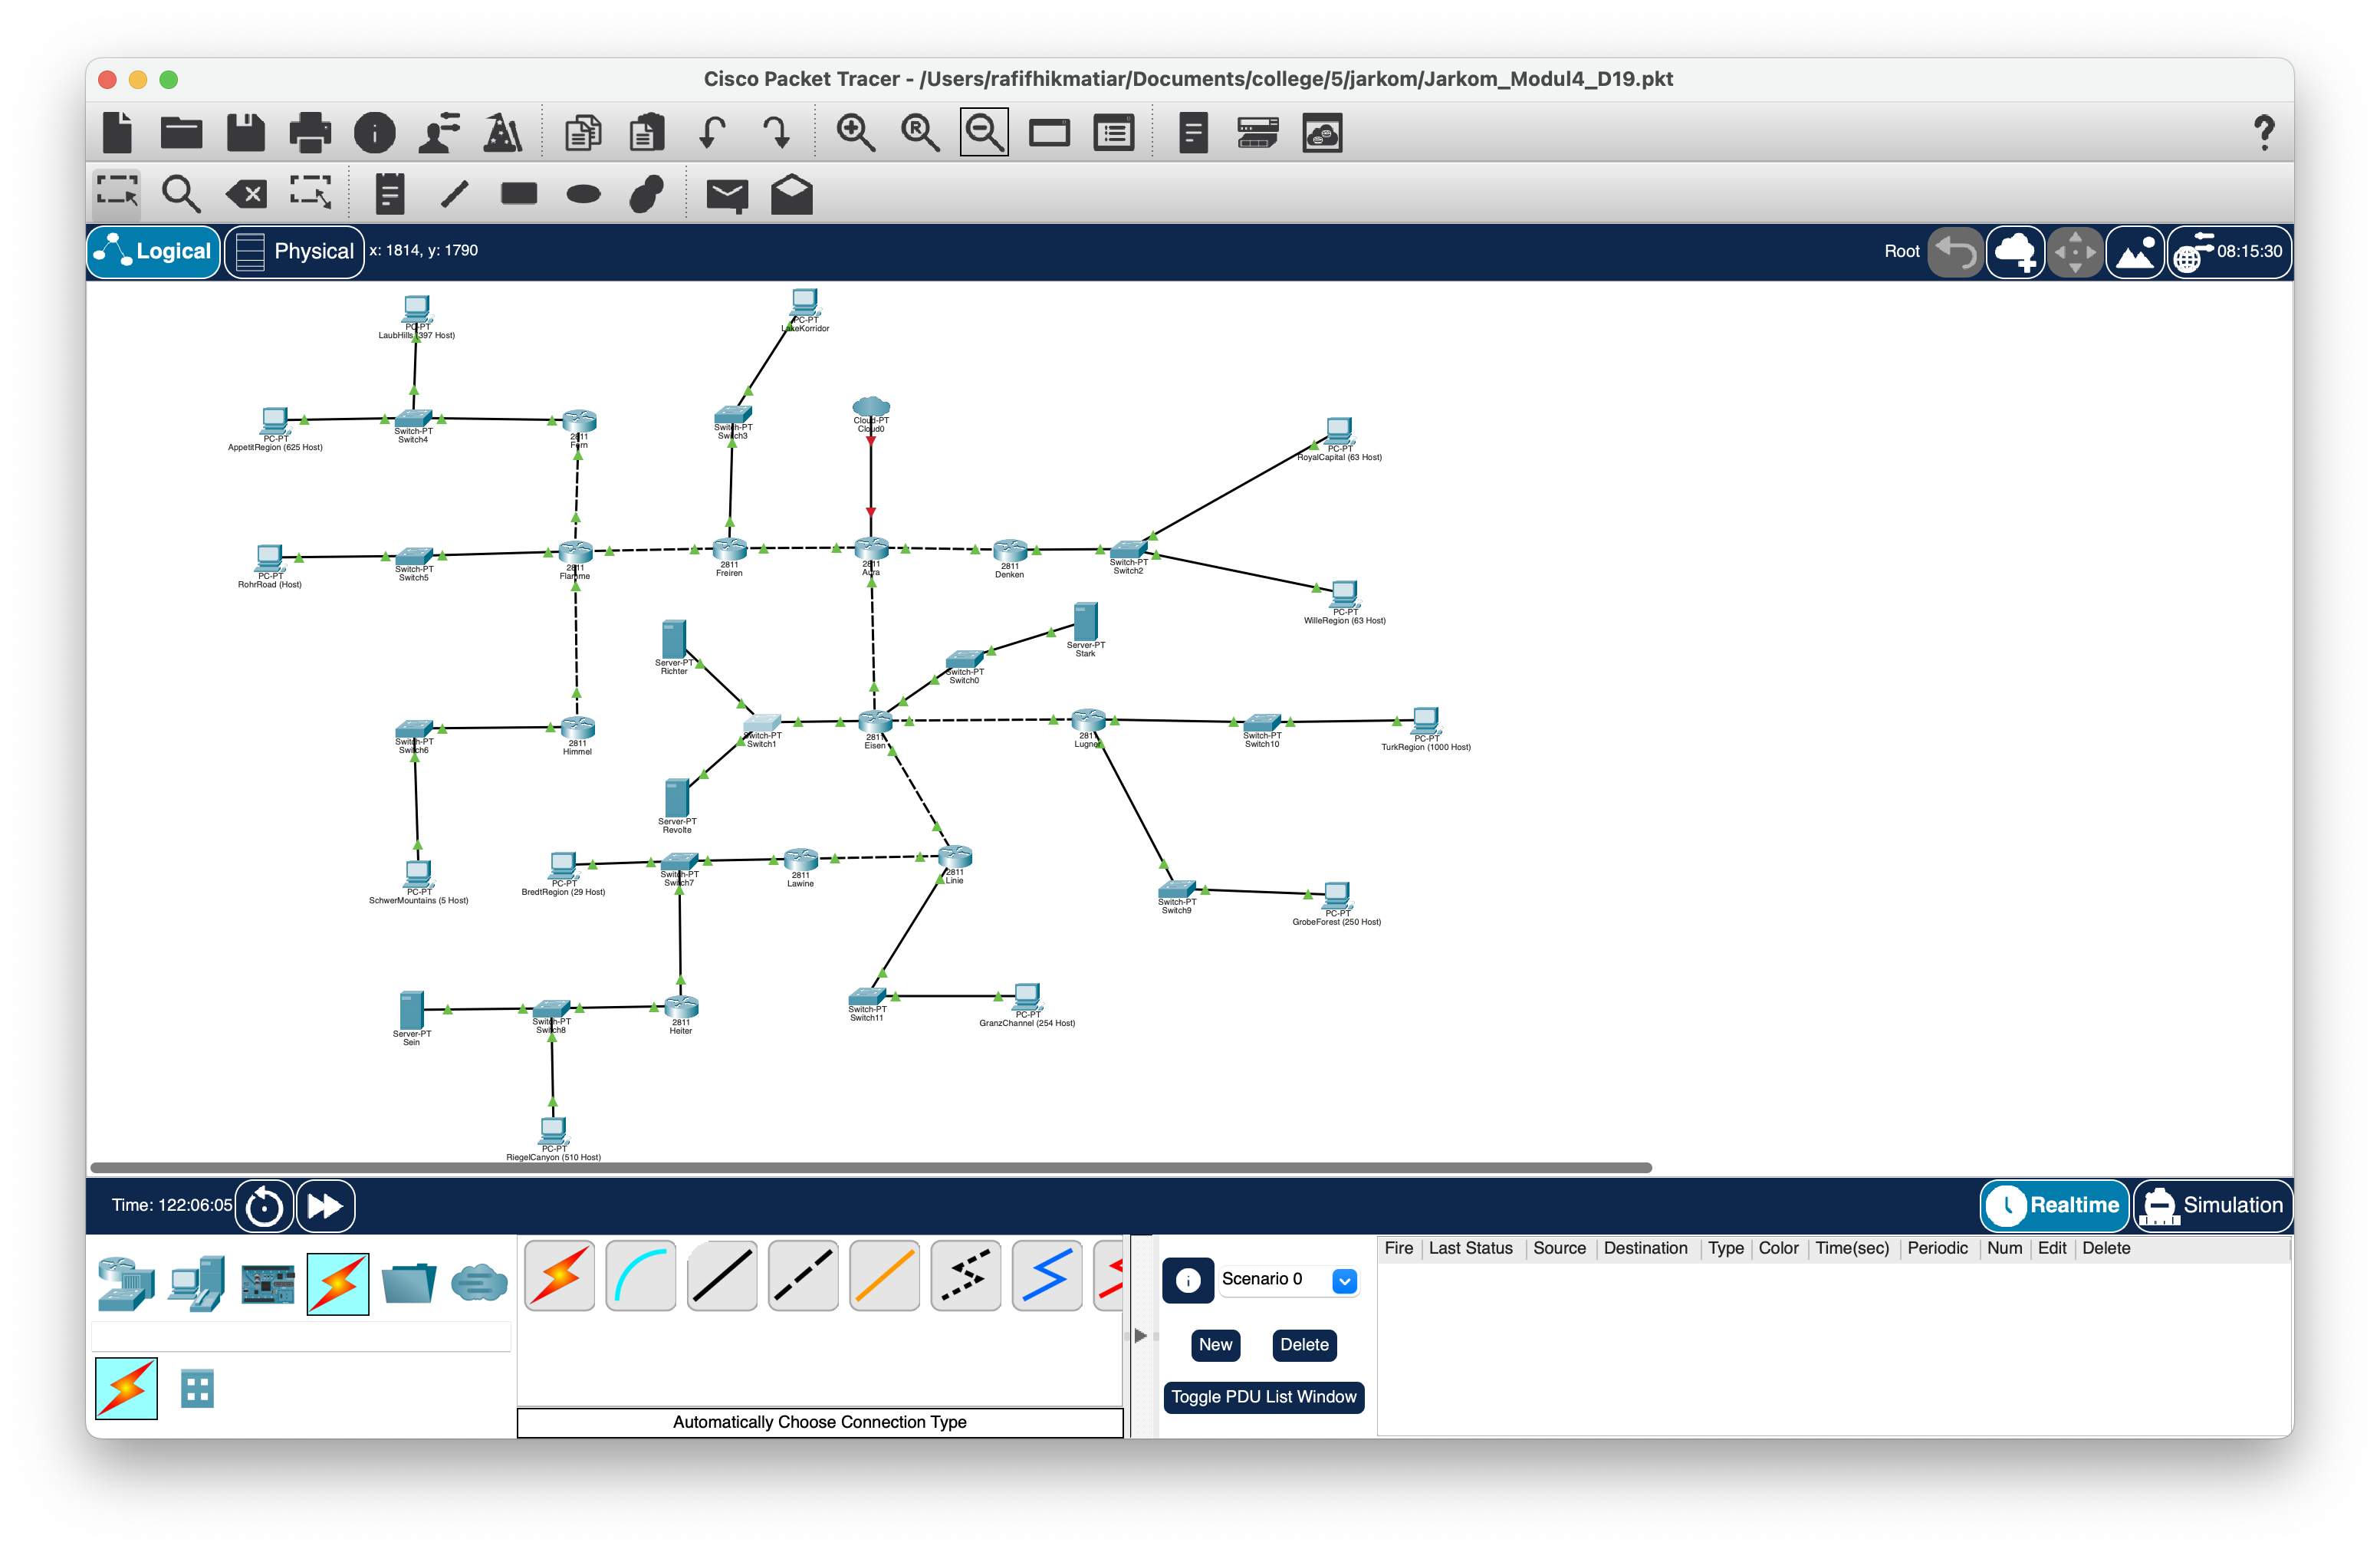 Cisco Packet Tracer - /Users/rafifhikmatiar/Documents/college/5/jarkom/Jarkom_Modul4_D19.pkt
Logical
Physical
x: 1814, y: 1790
Root
08:15:30
PC-PT
LaubHills (397 Host)
PC-PT
LakeKorridor
PC-PT
AppetitRegion (625 Host)
Switch-PT
Switch4
2811
Fern
Switch-PT
Switch3
Cloud-PT
Cloud0
PC-PT
RoyalCapital (63 Host)
PC-PT
RohrRoad (Host)
Switch-PT
Switch5
2811
Flamme
2811
Freiren
2811
Aura
2811
Denken
Switch-PT
Switch2
PC-PT
WilleRegion (63 Host)
Server-PT
Richter
Switch-PT
Switch0
Server-PT
Stark
Switch-PT
Switch6
2811
Himmel
Switch-PT
Switch1
2811
Eisen
2811
Lugner
Switch-PT
Switch10
PC-PT
TurkRegion (1000 Host)
Server-PT
Revolte
PC-PT
SchwerMountains (5 Host)
PC-PT
BredtRegion (29 Host)
Switch-PT
Switch7
2811
Lawine
2811
Linie
Switch-PT
Switch9
PC-PT
GrobeForest (250 Host)
Server-PT
Sein
Switch-PT
Switch8
2811
Heiter
Switch-PT
Switch11
PC-PT
GranzChannel (254 Host)
PC-PT
RiegelCanyon (510 Host)
Time: 122:06:05
Realtime
Simulation
Scenario 0
New
Delete
Toggle PDU List Window
Fire Last Status Source Destination Type Color Time(sec) Periodic Num Edit Delete
Automatically Choose Connection Type